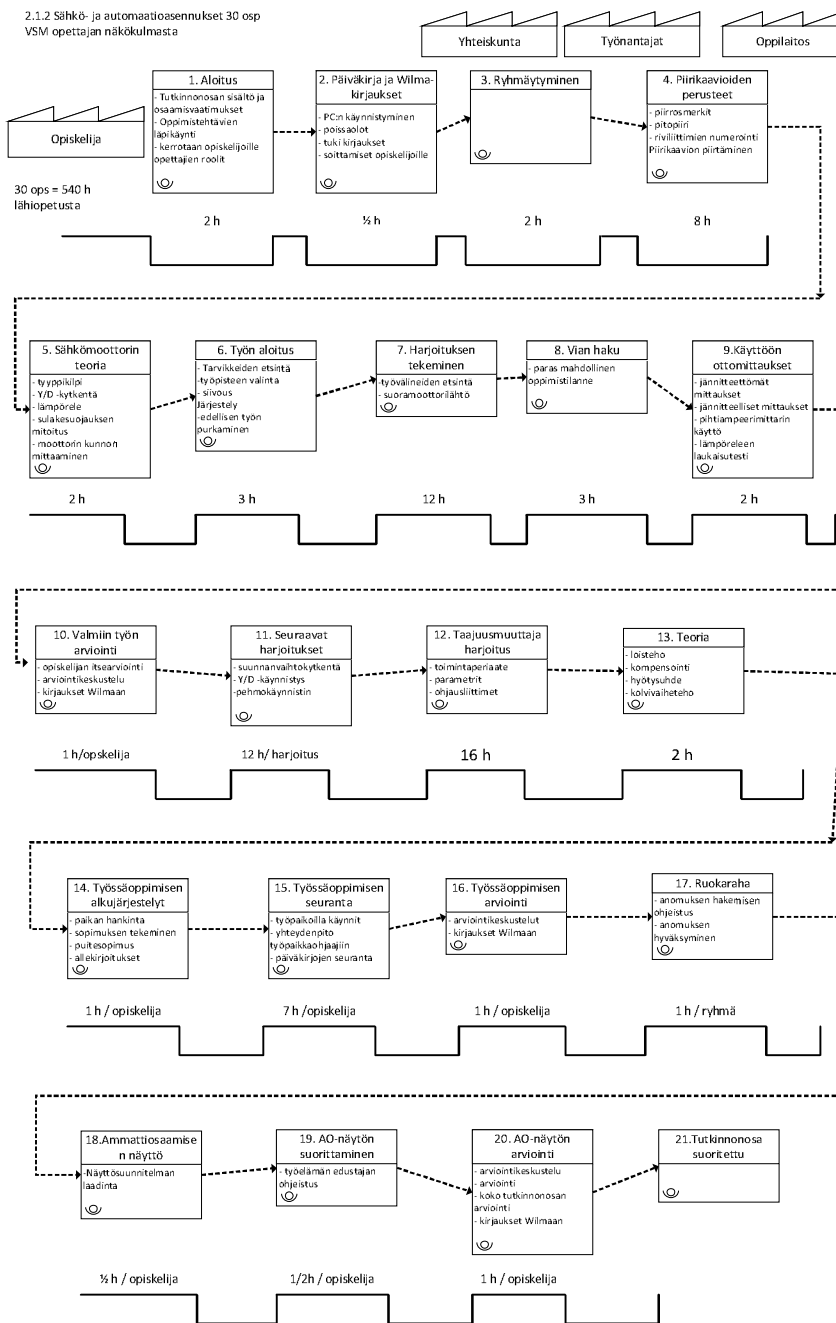 2.1.2 Sähkö- ja automaatioasennukset 30 osp
VSM opettajan näkökulmasta
Yhteiskunta
Työnantajat
Oppilaitos
Opiskelija
30 ops = 540 h
lähiopetusta
1. Aloitus
- Tutkinnonosan sisältö ja
osaamisvaatimukset
- Oppimistehtävien
läpikäynti
- kerrotaan opiskelijoille
opettajien roolit
2. Päiväkirja ja Wilma-
kirjaukset
- PC:n käynnistyminen
- poissaolot
- tuki kirjaukset
- soittamiset opiskelijoille
3. Ryhmäytyminen
4. Piirikaavioiden
perusteet
- piirrosmerkit
- pitopiiri
- riviliittimien numerointi
Piirikaavion piirtäminen
2 h
½ h
2 h
8 h
5. Sähkömoottorin
teoria
- tyyppikilpi
- Y/D -kytkentä
- lämpörele
- sulakesuojauksen
mitoitus
- moottorin kunnon
mittaaminen
6. Työn aloitus
- Tarvikkeiden etsintä
-työpisteen valinta
- siivous
Järjestely
-edellisen työn
purkaminen
7. Harjoituksen
tekeminen
-työvälineiden etsintä
- suoramoottorilähtö
8. Vian haku
- paras mahdollinen
oppimistilanne
9.Käyttöön
ottomittaukset
- jännitteettömät
mittaukset
- jännitteelliset mittaukset
- pihtiampeerimittarin
käyttö
- lämpöreleen
laukaisutesti
2 h
3 h
12 h
3 h
2 h
10. Valmiin työn
arviointi
- opiskelijan itsearviointi
- arviointikeskustelu
- kirjaukset Wilmaan
11. Seuraavat
harjoitukset
- suunnanvaihtokytkentä
- Y/D -käynnistys
-pehmokäynnistin
12. Taajuusmuuttaja
harjoitus
- toimintaperiaate
- parametrit
- ohjausliittimet
13. Teoria
- loisteho
- kompensointi
- hyötysuhde
- kolvivaiheteho
1 h/opskelija
12 h/ harjoitus
16 h
2 h
14. Työssäoppimisen
alkujärjestelyt
- paikan hankinta
- sopimuksen tekeminen
- puitesopimus
- allekirjoitukset
15. Työssäoppimisen
seuranta
- työpaikoilla käynnit
- yhteydenpito
työpaikkaohjaajiin
- päiväkirjojen seuranta
16. Työssäoppimisen
arviointi
- arviointikeskustelut
- kirjaukset Wilmaan
17. Ruokaraha
- anomuksen hakemisen
ohjeistus
- anomuksen
hyväksyminen
1 h / opiskelija
7 h /opiskelija
1 h / opiskelija
1 h / ryhmä
18.Ammattiosaamise
n näyttö
-Näyttösuunnitelman
laadinta
19. AO-näytön
suorittaminen
- työelämän edustajan
ohjeistus
20. AO-näytön
arviointi
- arviointikeskustelu
- arviointi
- koko tutkinnonosan
arviointi
- kirjaukset Wilmaan
21.Tutkinnonosa
suoritettu
½ h / opiskelija
1/2h / opiskelija
1 h / opiskelija